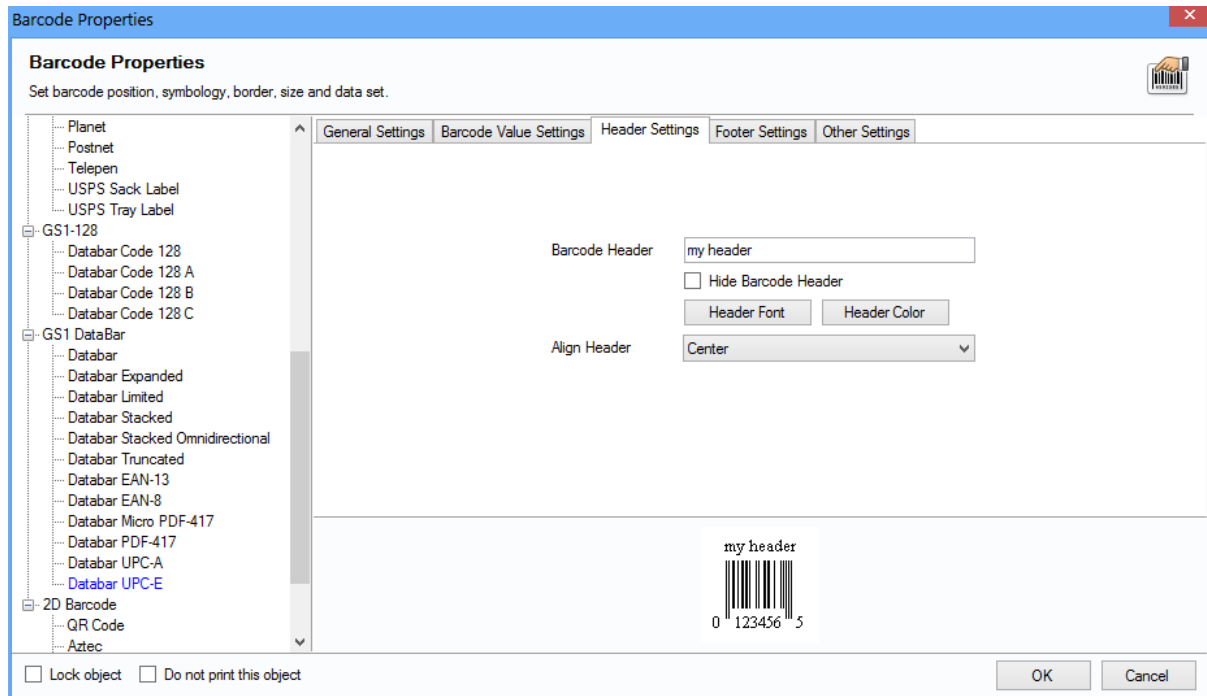 Barcode Properties
Barcode Properties
Set barcode position, symbology, border, size and data set.
Planet
Postnet
Telepen
USPS Sack Label
USPS Tray Label
GS1-128
Databar Code 128
Databar Code 128 A
Databar Code 128 B
Databar Code 128 C
GS1 DataBar
Databar
Databar Expanded
Databar Limited
Databar Stacked
Databar Stacked Omnidirectional
Databar Truncated
Databar EAN-13
Databar EAN-8
Databar Micro PDF-417
Databar PDF-417
Databar UPC-A
Databar UPC-E
2D Barcode
QR Code
Aztec
General Settings Barcode Value Settings Header Settings Footer Settings Other Settings
Barcode Header my header
Hide Barcode Header
Header Font Header Color
Align Header Center
my header
0 123456 5
Lock object Do not print this object OK Cancel